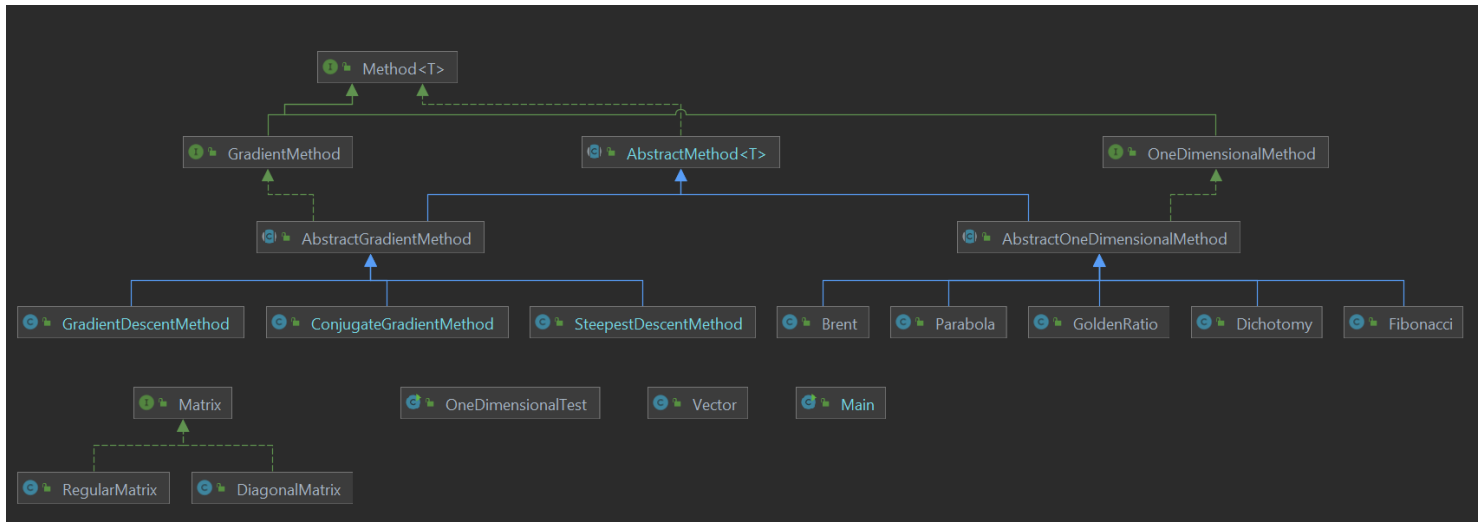 Method<T>
GradientMethod
AbstractMethod<T>
OneDimensionalMethod
AbstractGradientMethod
AbstractOneDimensionalMethod
GradientDescentMethod
ConjugateGradientMethod
SteepestDescentMethod
Brent
Parabola
GoldenRatio
Dichotomy
Fibonacci
Matrix
OneDimensionalTest
Vector
Main
RegularMatrix
DiagonalMatrix